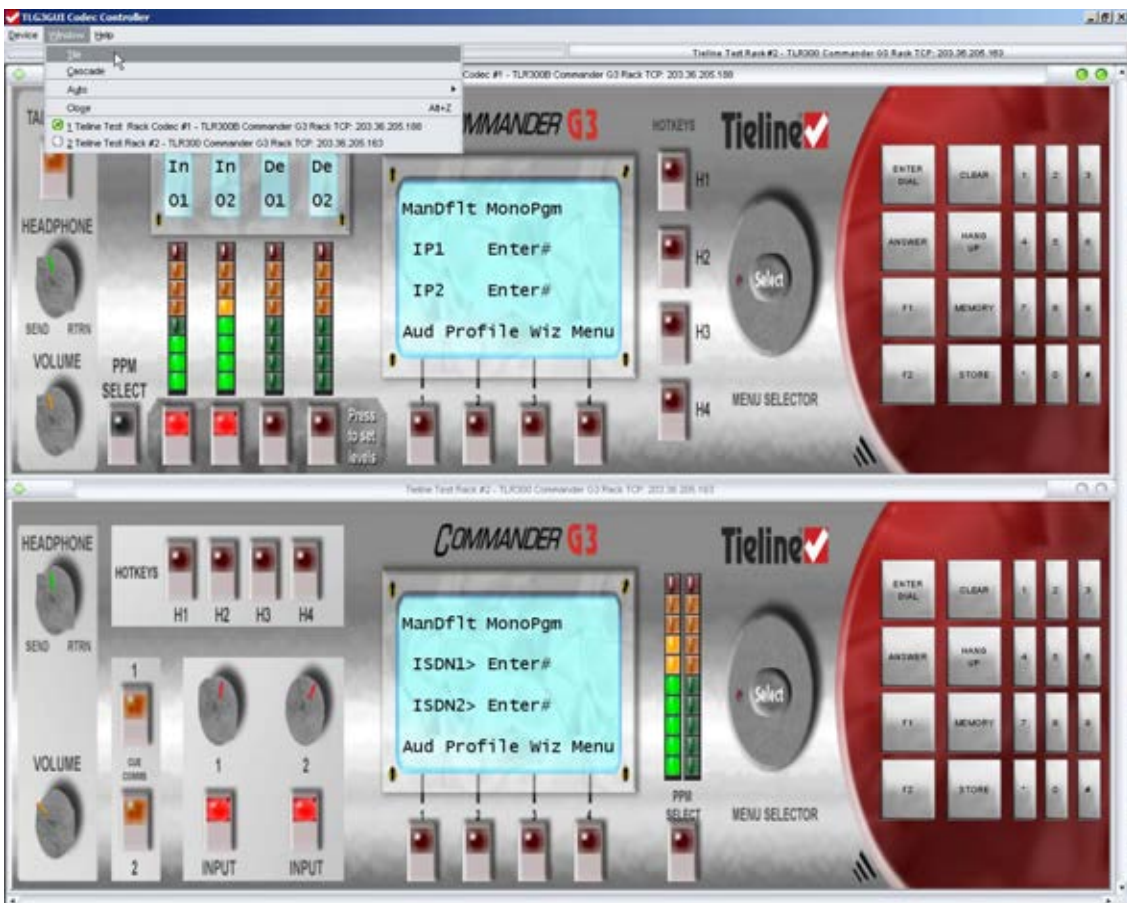 TLG3GUI Codec Controller
Device Window Help
Tieline Test Rack #2 - TLR300 Commander G3 Rack TCP: 203.36.205.163
Tile
Codec #1 - TLR300B Commander G3 Rack TCP: 203.36.205.188
Cascade
Auto
Close Alt+Z
1 Tieline Test Rack Codec #1 - TLR300B Commander G3 Rack TCP: 203.36.205.188
2 Tieline Test Rack #2 - TLR300 Commander G3 Rack TCP: 203.36.205.163
COMMANDER G3
HOTKEYS
Tieline
In In De De
01 02 01 02
H1
H2
H3
H4
HEADPHONE
SEND RTRN
VOLUME
PPM
SELECT
Press
to set
levels
ManDflt MonoPgm
IP1 Enter#
IP2 Enter#
Aud Profile Wiz Menu
1 2 3 4
Select
MENU SELECTOR
ENTER DIAL CLEAR 1 2 3
ANSWER HANG UP 4 5 6
F1 MEMORY 7 8 9
F2 STORE * 0 #
Tieline Test Rack #2 - TLR300 Commander G3 Rack TCP: 203.36.205.163
HEADPHONE
SEND RTRN
VOLUME
HOTKEYS
H1 H2 H3 H4
1
CUE
COMMS
2
1 2
INPUT INPUT
COMMANDER G3
ManDflt MonoPgm
ISDN1> Enter#
ISDN2> Enter#
Aud Profile Wiz Menu
1 2 3 4
PPM
SELECT
Tieline
Select
MENU SELECTOR
ENTER DIAL CLEAR 1 2 3
ANSWER HANG UP 4 5 6
F1 MEMORY 7 8 9
F2 STORE * 0 #